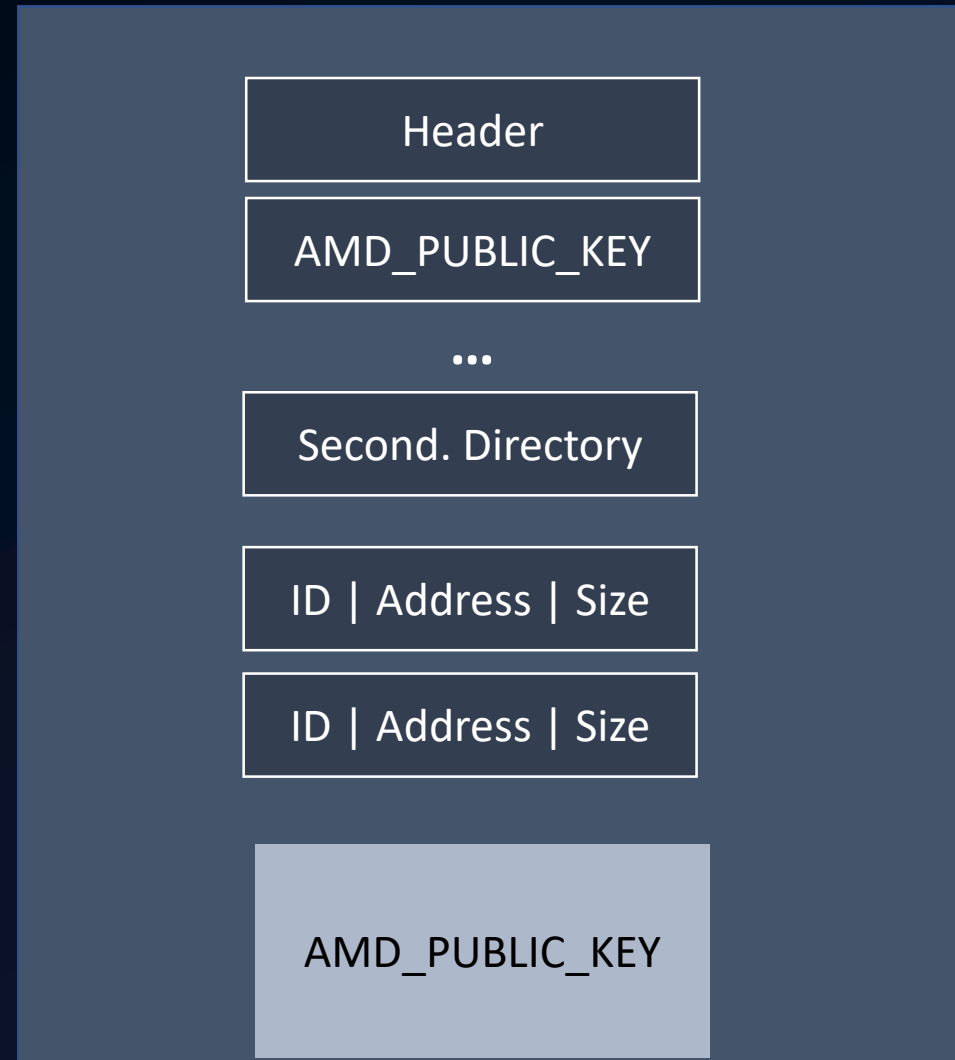 Header
AMD_PUBLIC_KEY
...
Second. Directory
ID | Address | Size
ID | Address | Size
AMD_PUBLIC_KEY